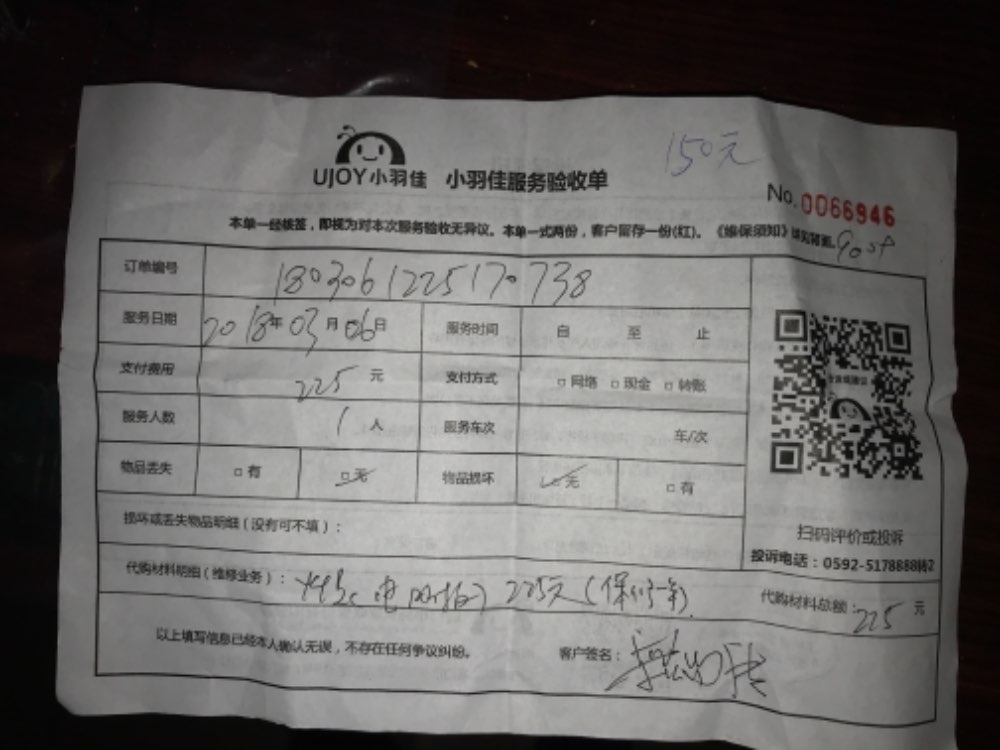 150元
UJOY小羽佳 小羽佳服务验收单
No. 0066946
本单一经核签，即视为对本次服务验收无异议。本单一式两份，客户留存一份(红)。《维保须知》详见背面。
订单编号 1803061225170738
服务日期 2018年03月06日 服务时间 自 至 止
支付费用 225元 支付方式 □网络 □现金 □转账
服务人数 1人 服务车次 车/次
物品丢失 □有 □无 物品损坏 □无 □有
损坏或丢失物品明细（没有可不填）：
扫码评价或投诉
投诉电话：0592-5178888转2
代购材料明细（维修业务）： 225元（保修一年）
代购材料总额：225元
以上填写信息已经本人确认无误，不存在任何争议纠纷。 客户签名：